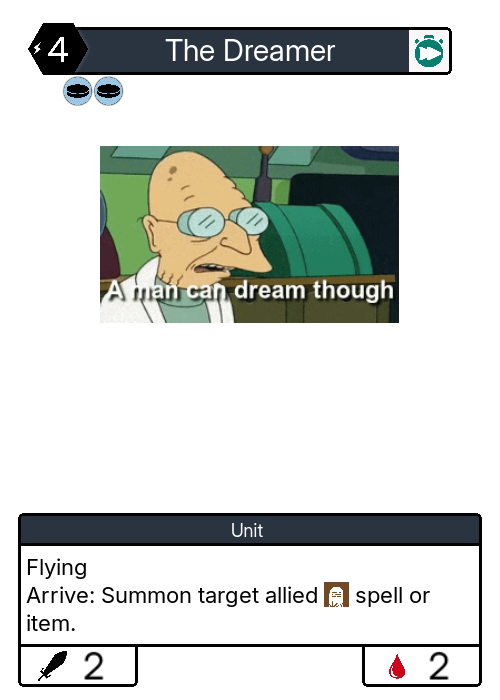 4
The Dreamer
A man can dream though
Unit
Flying
Arrive: Summon target allied spell or
item.
2
2